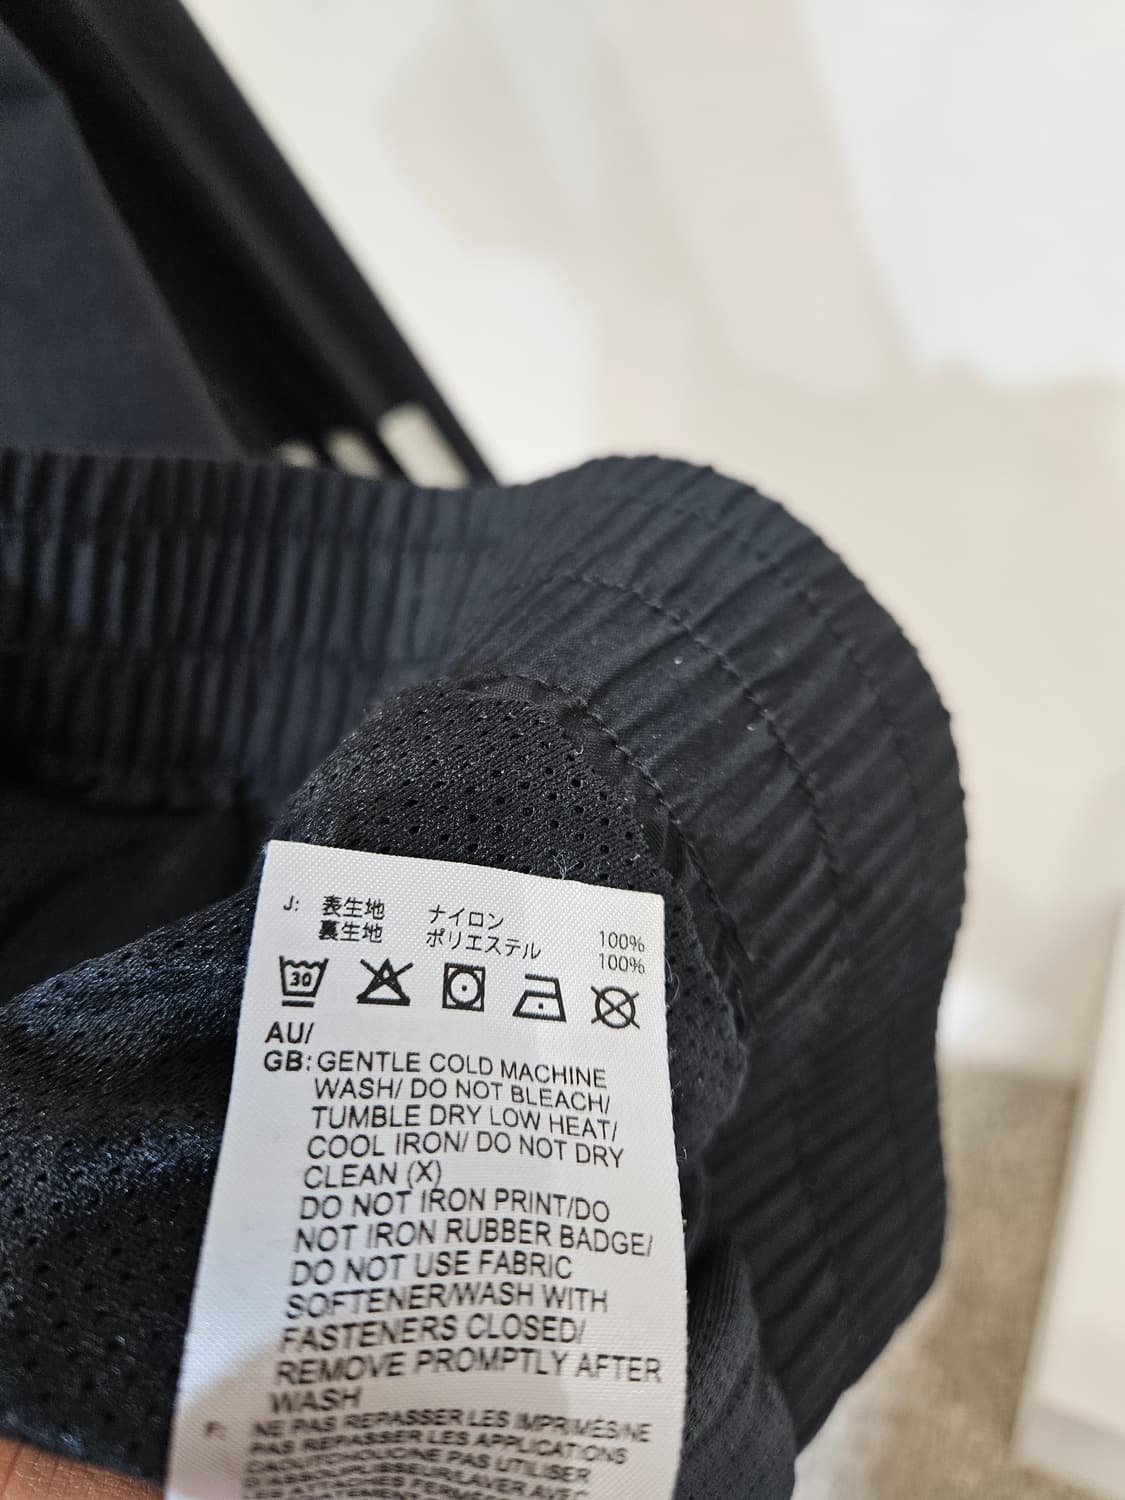 J: 表生地 ナイロン 100%
裏生地 ポリエステル 100%
30
AU/
GB: GENTLE COLD MACHINE
WASH/ DO NOT BLEACH/
TUMBLE DRY LOW HEAT/
COOL IRON/ DO NOT DRY
CLEAN (X)
DO NOT IRON PRINT/DO
NOT IRON RUBBER BADGE/
DO NOT USE FABRIC
SOFTENER/WASH WITH
FASTENERS CLOSED/
REMOVE PROMPTLY AFTER
WASH
F: NE PAS REPASSER LES IMPRIMÉS/NE
PAS REPASSER LES APPLICATIONS
PAS UTILISER